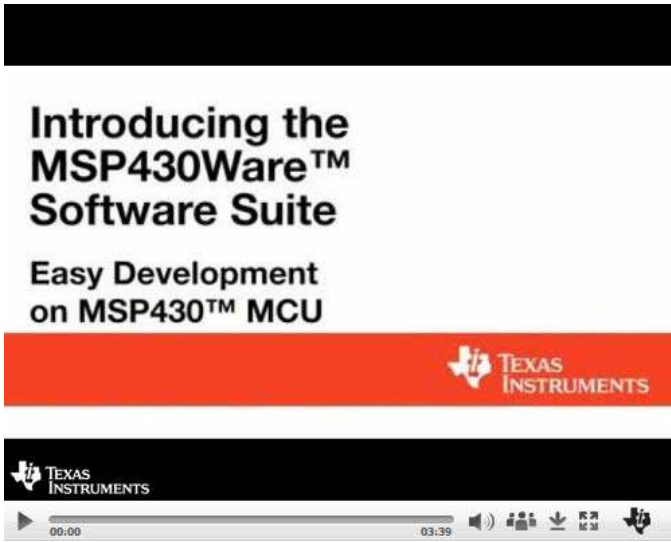 Introducing the
MSP430Ware™
Software Suite
Easy Development
on MSP430™ MCU
TEXAS
INSTRUMENTS
TEXAS
INSTRUMENTS
00:00
03:39